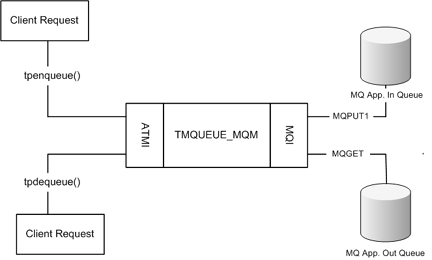 Client Request
tpenqueue()
MQ App. In Queue
MQPUT1
ATMI
TMQUEUE_MQM
MQI
MQGET
tpdequeue()
Client Request
MQ App. Out Queue